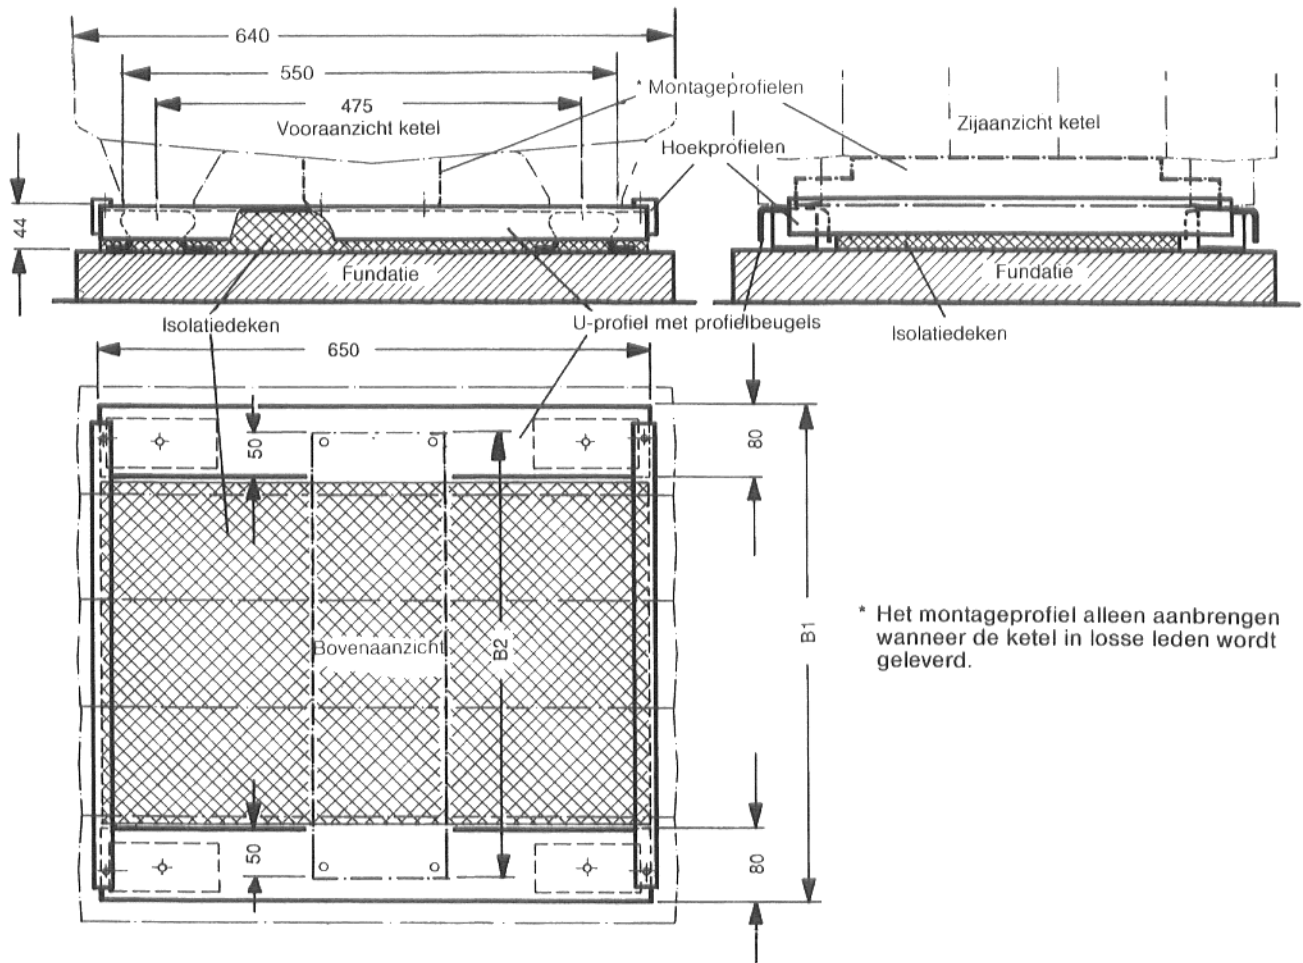 640
550
475
Vooraanzicht ketel
* Montageprofielen
Hoekprofielen
Zijaanzicht ketel
44
Fundatie
Fundatie
Isolatiedeken
U-profiel met profielbeugels
Isolatiedeken
650
50
80
Bovenaanzicht
B2
B1
* Het montageprofiel alleen aanbrengen
wanneer de ketel in losse leden wordt
geleverd.
50
80